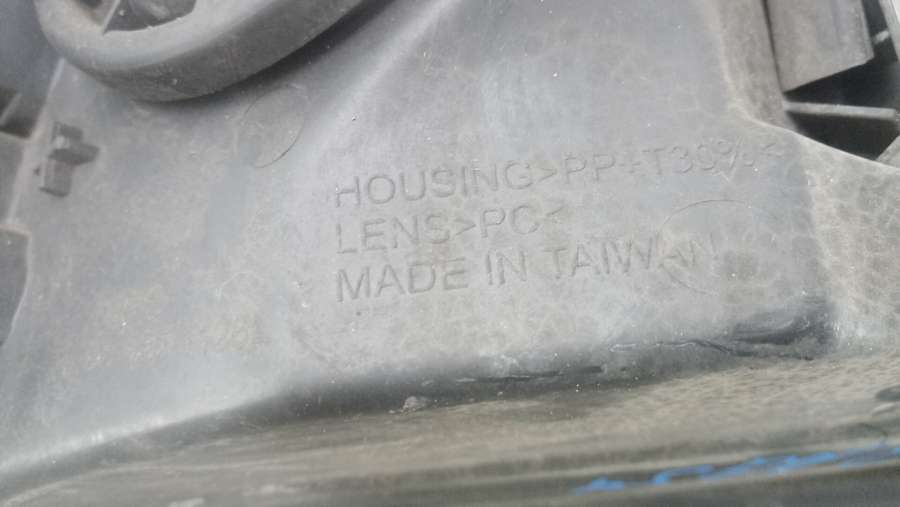 HOUSING>PP+T30%<
LENS>PC<
MADE IN TAIWAN